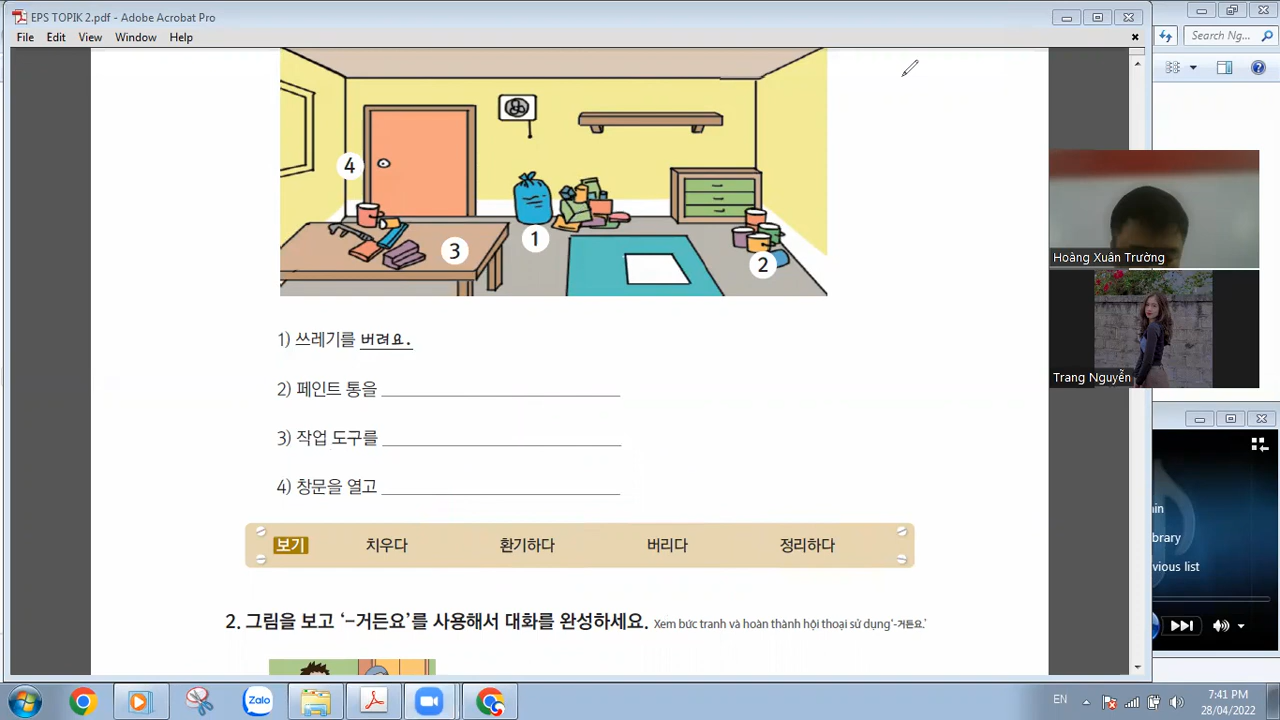 EPS TOPIK 2.pdf - Adobe Acrobat Pro
File Edit View Window Help
Search Ng...
4
3
1
2
1) 쓰레기를 버려요.
2) 페인트 통을
3) 작업 도구를
4) 창문을 열고
보기 치우다 환기하다 버리다 정리하다
2. 그림을 보고 ‘-거든요’를 사용해서 대화를 완성하세요. Xem bức tranh và hoàn thành hội thoại sử dụng‘-거든요.’
Hoàng Xuân Trường
Trang Nguyễn
Zalo
EN
7:41 PM
28/04/2022